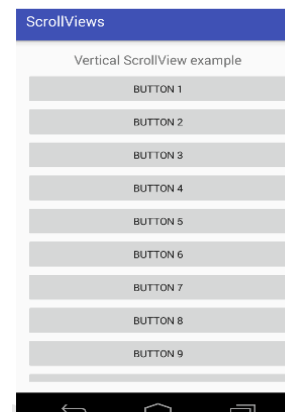 ScrollViews
Vertical ScrollView example
BUTTON 1
BUTTON 2
BUTTON 3
BUTTON 4
BUTTON 5
BUTTON 6
BUTTON 7
BUTTON 8
BUTTON 9